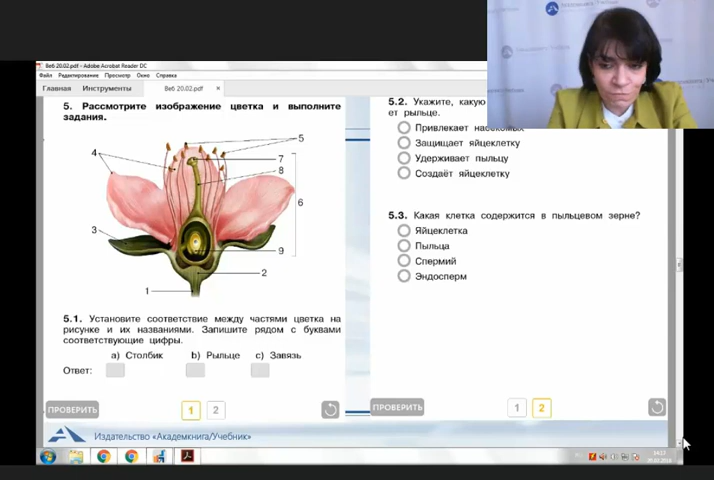 Веб 20.02.pdf - Adobe Acrobat Reader DC
Файл Редактирование Просмотр Окно Справка
Главная Инструменты Веб 20.02.pdf ×
5. Рассмотрите изображение цветка и выполните
задания.
4
5
7
8
6
3
9
2
1
5.1. Установите соответствие между частями цветка на
рисунке и их названиями. Запишите рядом с буквами
соответствующие цифры.
a) Столбик b) Рыльце c) Завязь
Ответ:
ПРОВЕРИТЬ 1 2
5.2. Укажите, какую
ет рыльце.
Привлекает насекомых
Защищает яйцеклетку
Удерживает пыльцу
Создаёт яйцеклетку
5.3. Какая клетка содержится в пыльцевом зерне?
Яйцеклетка
Пыльца
Спермий
Эндосперм
ПРОВЕРИТЬ 1 2
Издательство «Академкнига/Учебник»